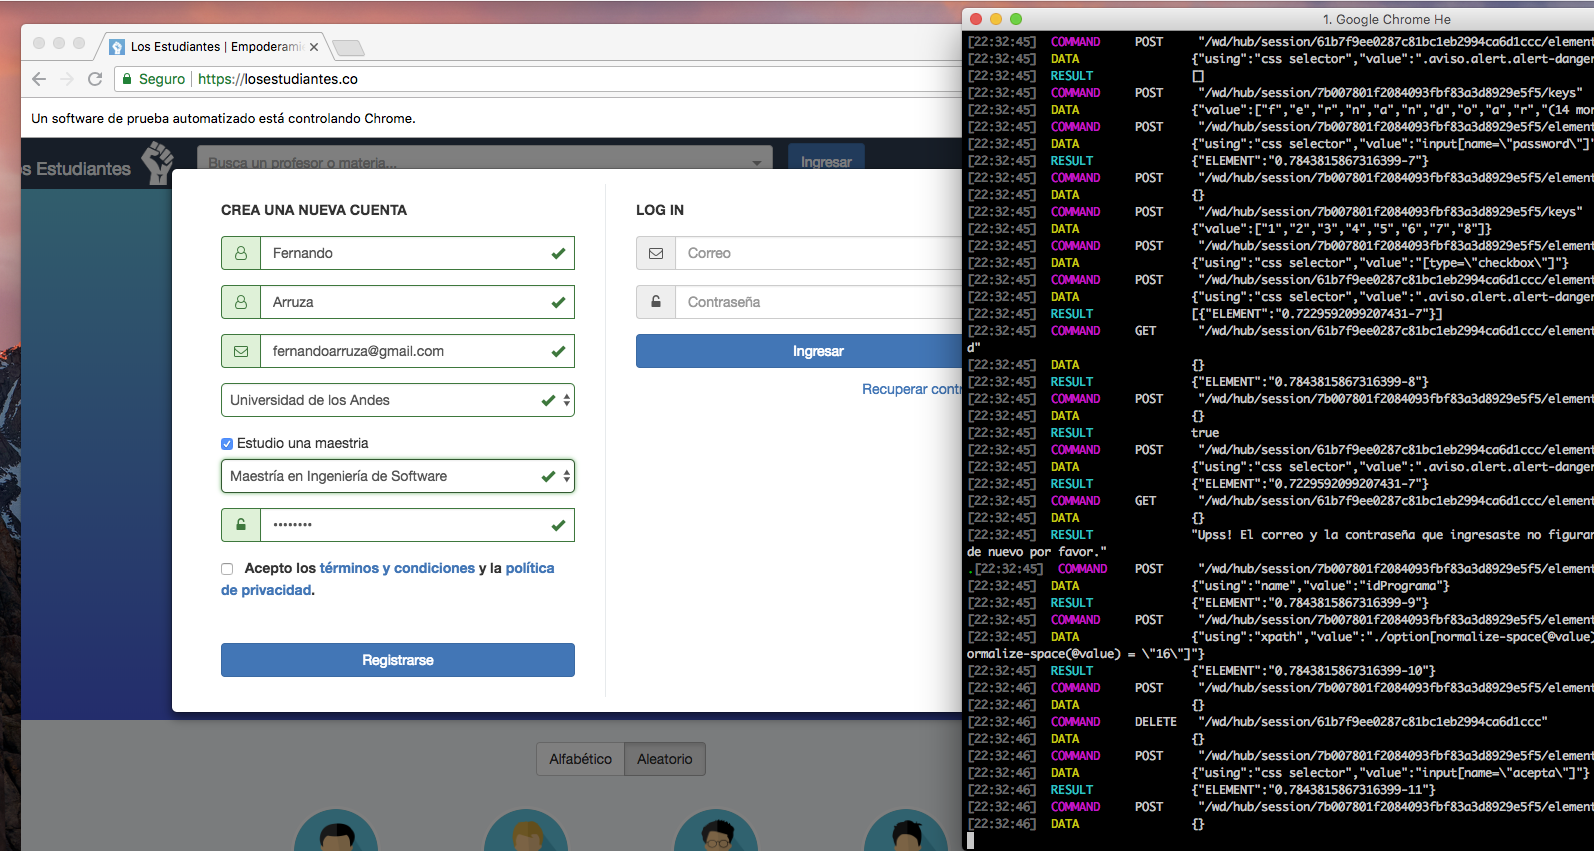 Los Estudiantes | Empoderami
Seguro
https://losestudiantes.co
Un software de prueba automatizado está controlando Chrome.
s Estudiantes
Busca un profesor o materia...
Ingresar
CREA UNA NUEVA CUENTA
Fernando
Arruza
fernandoarruza@gmail.com
Universidad de los Andes
Estudio una maestria
Maestría en Ingeniería de Software
••••••••
Acepto los términos y condiciones y la política
de privacidad.
Registrarse
LOG IN
Correo
Contraseña
Ingresar
Recuperar contr
Alfabético
Aleatorio
1. Google Chrome He
[22:32:45] COMMAND POST "/wd/hub/session/61b7f9ee0287c81bc1eb2994ca6d1ccc/element
[22:32:45] DATA {"using":"css selector","value":".aviso.alert.alert-danger
[22:32:45] RESULT []
[22:32:45] COMMAND POST "/wd/hub/session/7b007801f2084093fbf83a3d8929e5f5/keys"
[22:32:45] DATA {"value":["f","e","r","n","a","n","d","o","a","r","(14 mor
[22:32:45] COMMAND POST "/wd/hub/session/7b007801f2084093fbf83a3d8929e5f5/element
[22:32:45] DATA {"using":"css selector","value":"input[name=\"password\"]"
[22:32:45] RESULT {"ELEMENT":"0.7843815867316399-7"}
[22:32:45] COMMAND POST "/wd/hub/session/7b007801f2084093fbf83a3d8929e5f5/element
[22:32:45] DATA {}
[22:32:45] COMMAND POST "/wd/hub/session/7b007801f2084093fbf83a3d8929e5f5/keys"
[22:32:45] DATA {"value":["1","2","3","4","5","6","7","8"]}
[22:32:45] COMMAND POST "/wd/hub/session/7b007801f2084093fbf83a3d8929e5f5/element
[22:32:45] DATA {"using":"css selector","value":"[type=\"checkbox\"]"}
[22:32:45] COMMAND POST "/wd/hub/session/61b7f9ee0287c81bc1eb2994ca6d1ccc/element
[22:32:45] DATA {"using":"css selector","value":".aviso.alert.alert-danger
[22:32:45] RESULT [{"ELEMENT":"0.7229592099207431-7"}]
[22:32:45] COMMAND GET "/wd/hub/session/61b7f9ee0287c81bc1eb2994ca6d1ccc/element
d"
[22:32:45] DATA {}
[22:32:45] RESULT {"ELEMENT":"0.7843815867316399-8"}
[22:32:45] COMMAND POST "/wd/hub/session/7b007801f2084093fbf83a3d8929e5f5/element
[22:32:45] DATA {}
[22:32:45] RESULT true
[22:32:45] COMMAND POST "/wd/hub/session/61b7f9ee0287c81bc1eb2994ca6d1ccc/element
[22:32:45] DATA {"using":"css selector","value":".aviso.alert.alert-danger
[22:32:45] RESULT {"ELEMENT":"0.7229592099207431-7"}
[22:32:45] COMMAND GET "/wd/hub/session/61b7f9ee0287c81bc1eb2994ca6d1ccc/element
[22:32:45] DATA {}
[22:32:45] RESULT "Upss! El correo y la contraseña que ingresaste no figuran
de nuevo por favor."
.[22:32:45] COMMAND POST "/wd/hub/session/7b007801f2084093fbf83a3d8929e5f5/element
[22:32:45] DATA {"using":"name","value":"idPrograma"}
[22:32:45] RESULT {"ELEMENT":"0.7843815867316399-9"}
[22:32:45] COMMAND POST "/wd/hub/session/7b007801f2084093fbf83a3d8929e5f5/element
[22:32:45] DATA {"using":"xpath","value":"./option[normalize-space(@value)
ormalize-space(@value) = \"16\"]"}
[22:32:45] RESULT {"ELEMENT":"0.7843815867316399-10"}
[22:32:46] COMMAND POST "/wd/hub/session/7b007801f2084093fbf83a3d8929e5f5/element
[22:32:46] DATA {}
[22:32:46] COMMAND DELETE "/wd/hub/session/61b7f9ee0287c81bc1eb2994ca6d1ccc"
[22:32:46] DATA {}
[22:32:46] COMMAND POST "/wd/hub/session/7b007801f2084093fbf83a3d8929e5f5/element
[22:32:46] DATA {"using":"css selector","value":"input[name=\"acepta\"]"}
[22:32:46] RESULT {"ELEMENT":"0.7843815867316399-11"}
[22:32:46] COMMAND POST "/wd/hub/session/7b007801f2084093fbf83a3d8929e5f5/element
[22:32:46] DATA {}